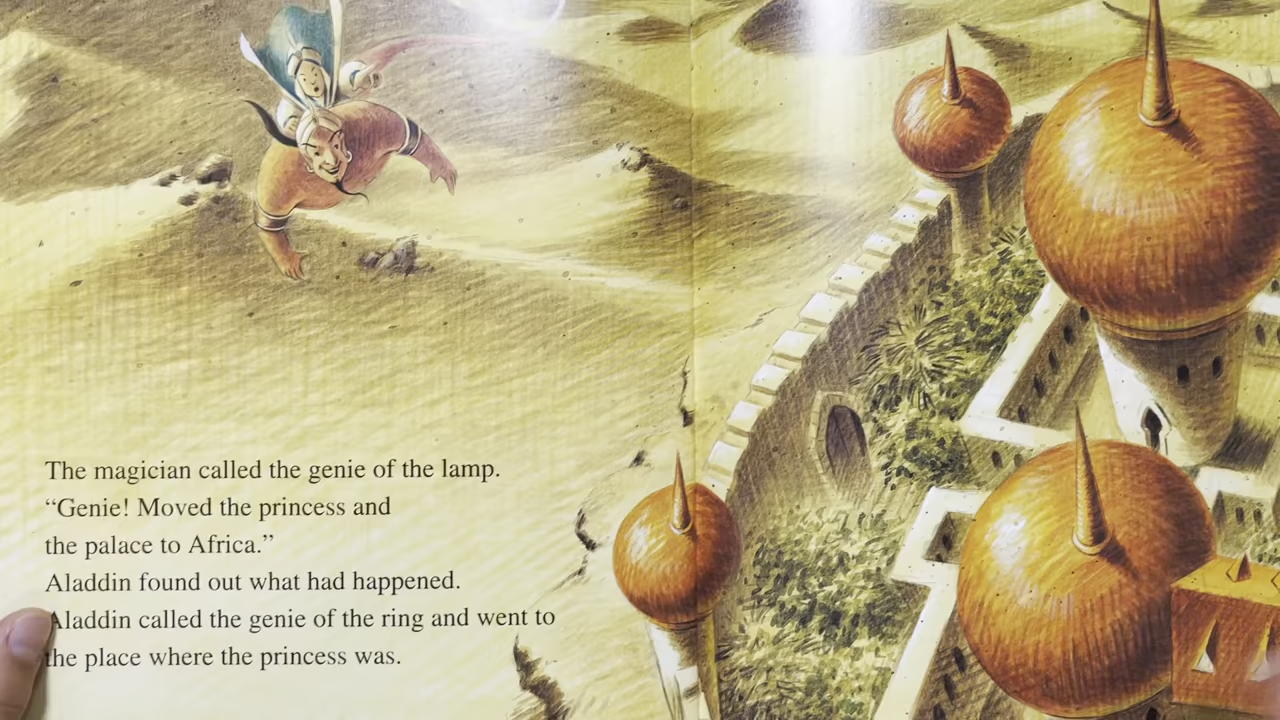 The magician called the genie of the lamp.
“Genie! Moved the princess and
the palace to Africa.”
Aladdin found out what had happened.
Aladdin called the genie of the ring and went to
the place where the princess was.